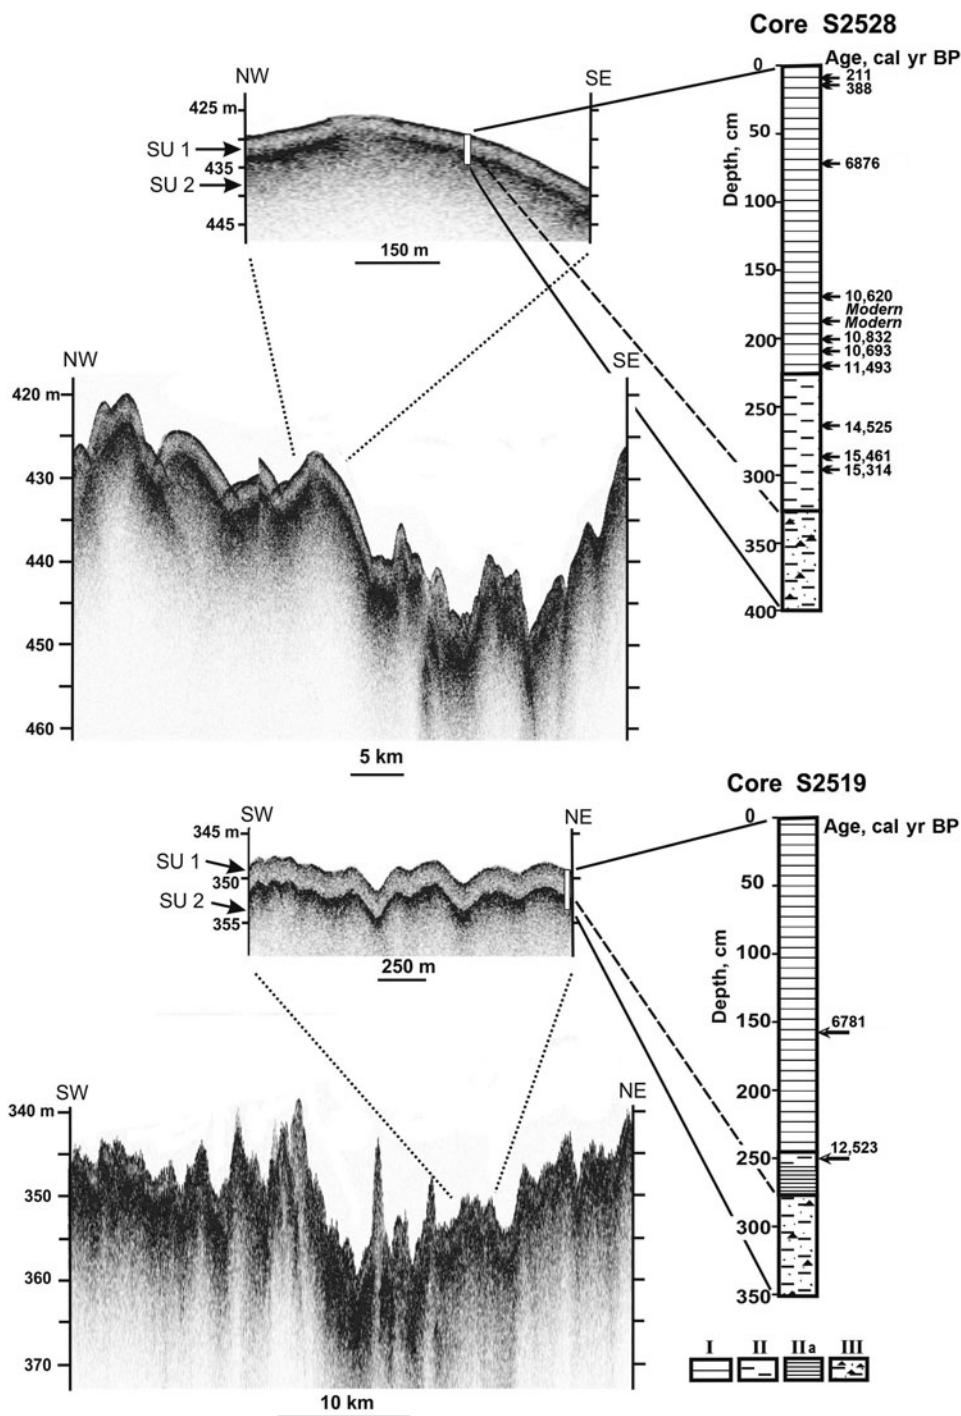 Core S2528
Age, cal yr BP
NW
SE
425 m
435
445
SU 1
SU 2
150 m
0
50
100
150
200
250
300
350
400
Depth, cm
211
388
6876
10,620
Modern
Modern
10,832
10,693
11,493
14,525
15,461
15,314
NW
SE
420 m
430
440
450
460
5 km
Core S2519
Age, cal yr BP
SW
NE
345 m
350
355
SU 1
SU 2
250 m
0
50
100
150
200
250
300
350
Depth, cm
6781
12,523
SW
NE
340 m
350
360
370
10 km
I II IIa III